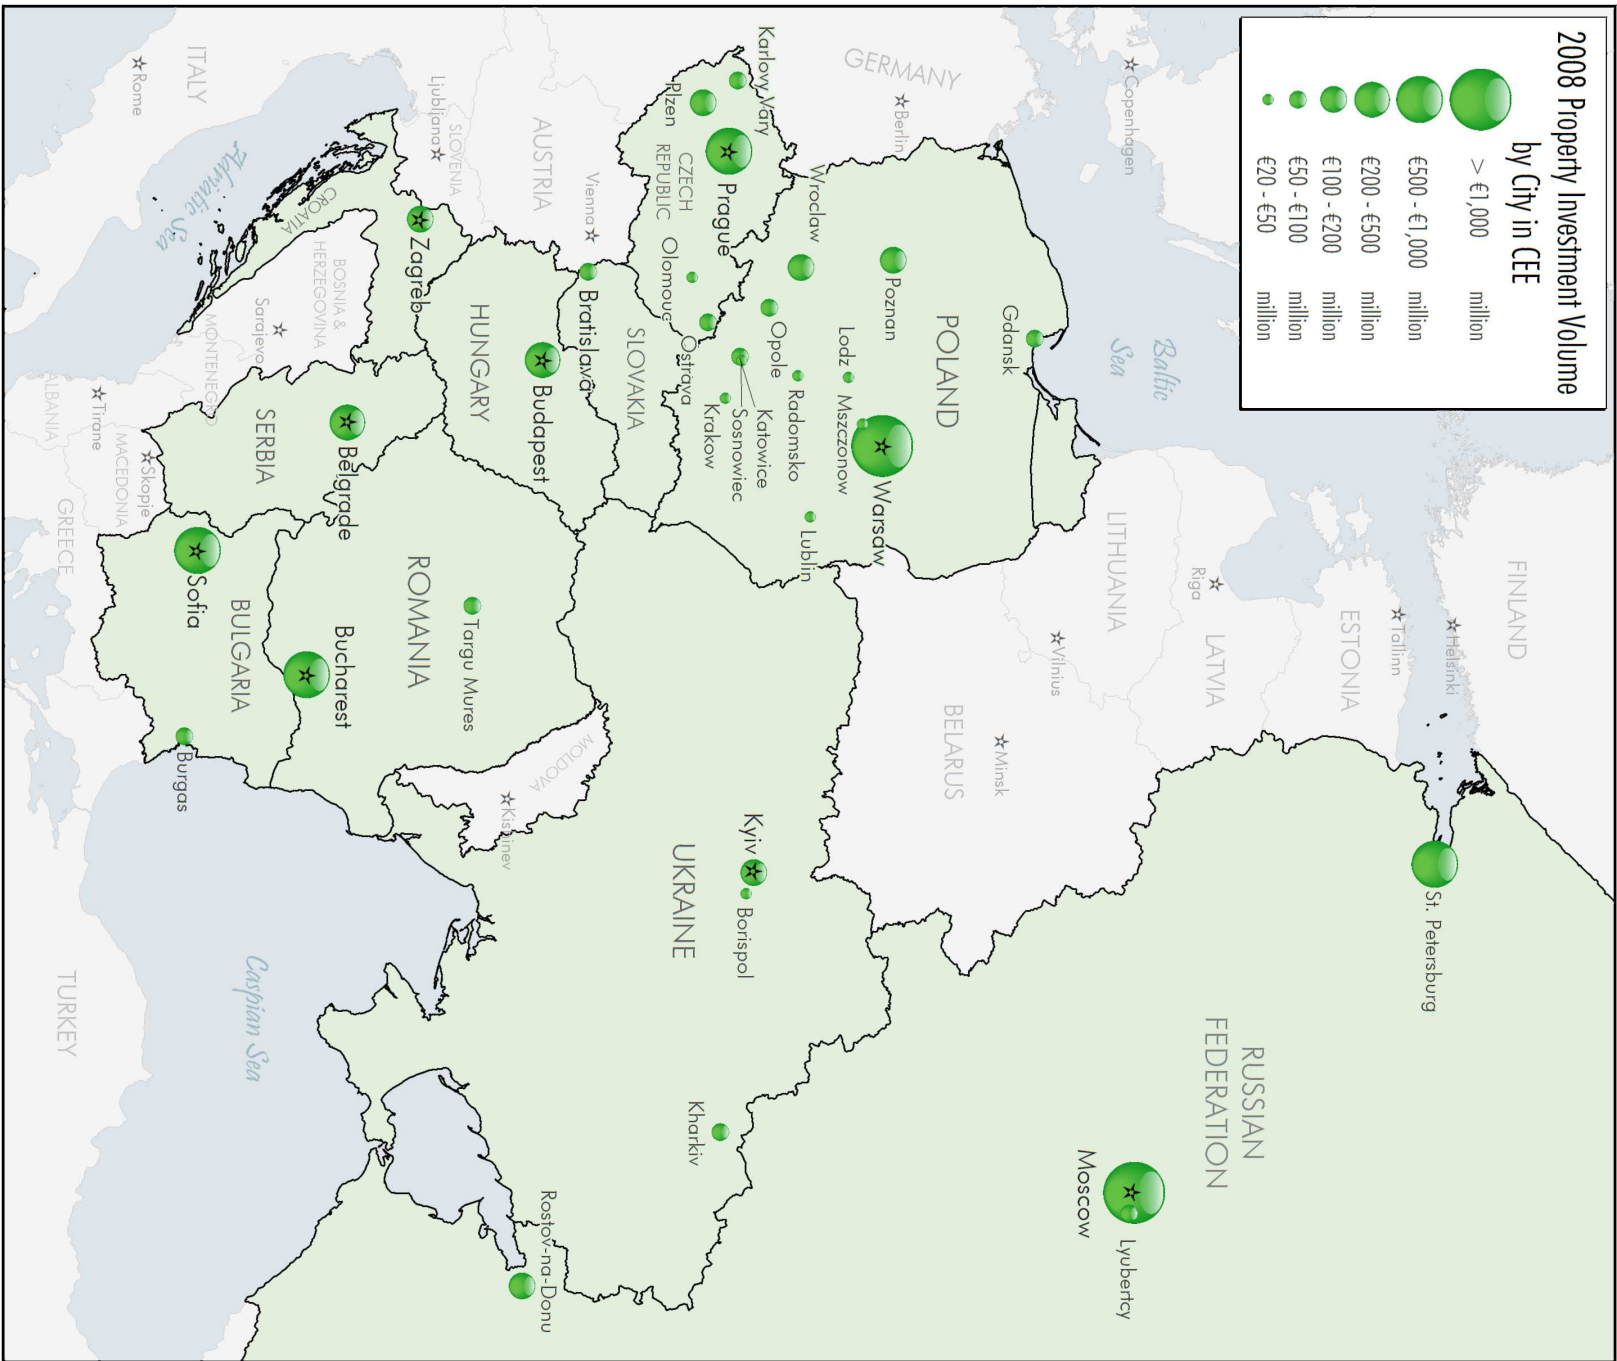 2008 Property Investment Volume
by City in CEE
> €1,000 million
€500 - €1,000 million
€200 - €500 million
€100 - €200 million
€50 - €100 million
€20 - €50 million
FINLAND
Helsinki
St. Petersburg
Tallinn
ESTONIA
RUSSIAN
FEDERATION
Riga
LATVIA
Copenhagen
Baltic
Sea
LITHUANIA
Vilnius
Moscow
Lyubertcy
Gdansk
Minsk
BELARUS
GERMANY
Berlin
POLAND
Poznan
Warsaw
Lodz
Mszczonow
Wroclaw
Radomsko
Lublin
Opole
Katowice
Sosnowiec
Krakow
Karlovy Vary
Prague
Plzen
CZECH
REPUBLIC
Olomouc
Ostrava
Kyiv
Borispol
UKRAINE
Kharkiv
SLOVAKIA
Vienna
Bratislava
AUSTRIA
Budapest
HUNGARY
MOLDOVA
Kishinev
Rostov-na-Donu
Targu Mures
ROMANIA
SLOVENIA
Ljubljana
Zagreb
CROATIA
BOSNIA &
HERZEGOVINA
Sarajevo
Belgrade
SERBIA
Bucharest
MONTENEGRO
Adriatic Sea
ITALY
Rome
Sofia
BULGARIA
Burgas
Caspian Sea
Skopje
MACEDONIA
Tirane
ALBANIA
GREECE
TURKEY